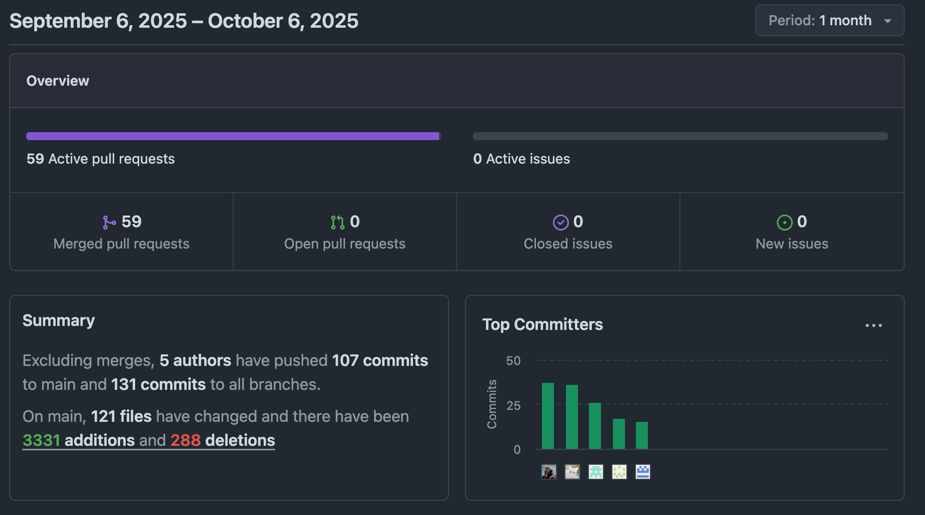 September 6, 2025 – October 6, 2025
Period: 1 month
Overview
59 Active pull requests
0 Active issues
59
Merged pull requests
0
Open pull requests
0
Closed issues
0
New issues
Summary
Excluding merges, 5 authors have pushed 107 commits
to main and 131 commits to all branches.
On main, 121 files have changed and there have been
3331 additions and 288 deletions
Top Committers
50
25
0
Commits